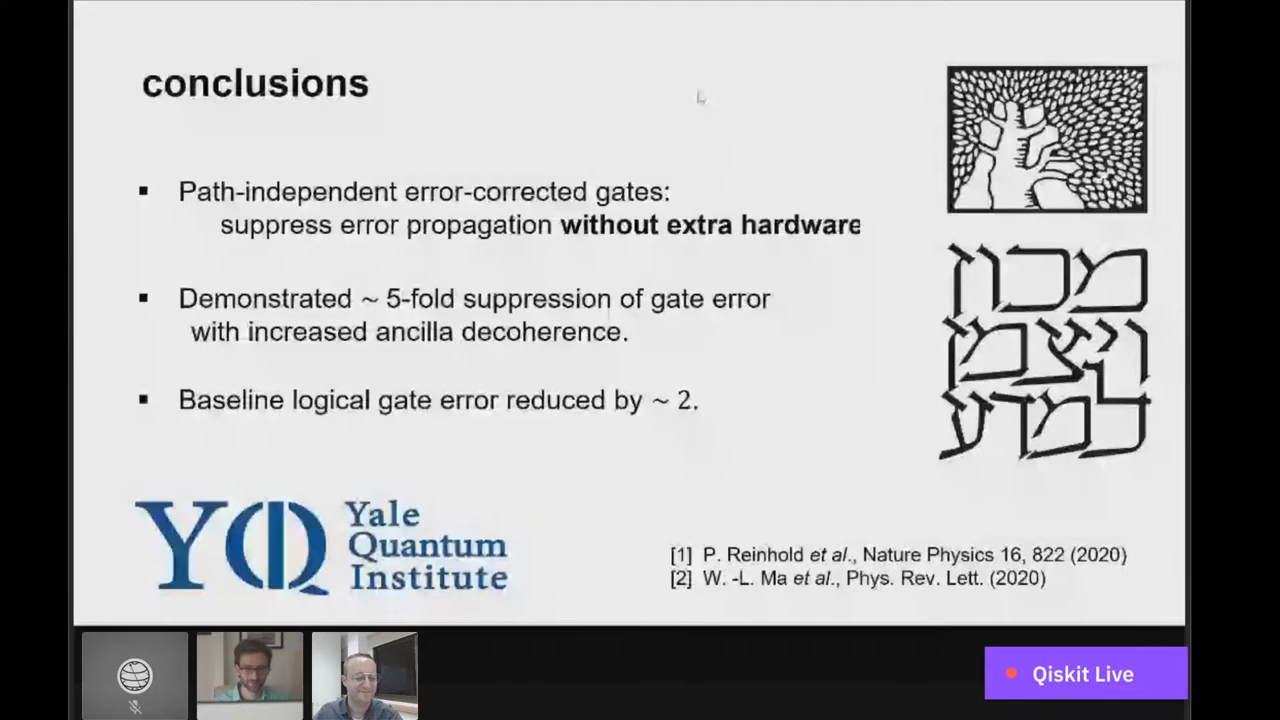 conclusions
▪ Path-independent error-corrected gates:
suppress error propagation without extra hardware
▪ Demonstrated ~ 5-fold suppression of gate error
with increased ancilla decoherence.
▪ Baseline logical gate error reduced by ~ 2.
מכון
ויצמן
למדע
YQ Yale
Quantum
Institute
[1] P. Reinhold et al., Nature Physics 16, 822 (2020)
[2] W. -L. Ma et al., Phys. Rev. Lett. (2020)
Qiskit Live